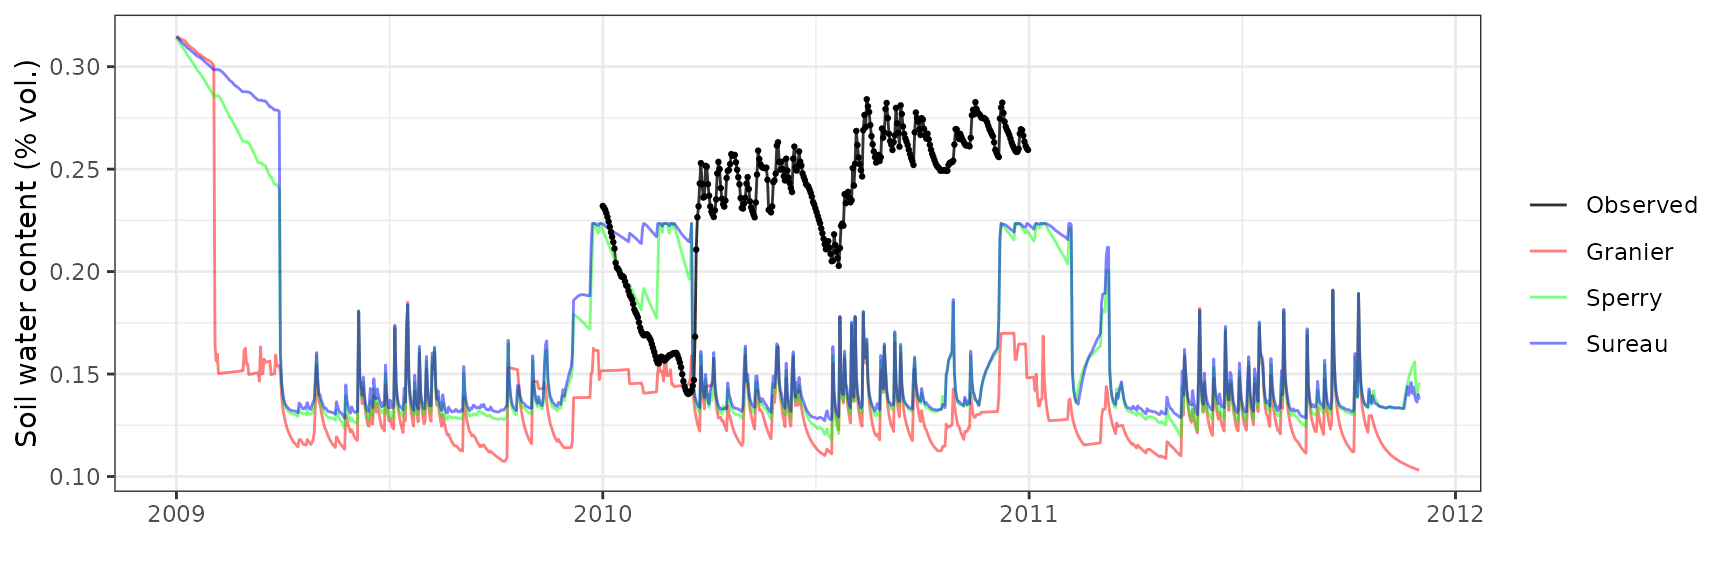 Soil water content (% vol.)
0.30
0.25
0.20
0.15
0.10
2009
2010
2011
2012
Observed
Granier
Sperry
Sureau